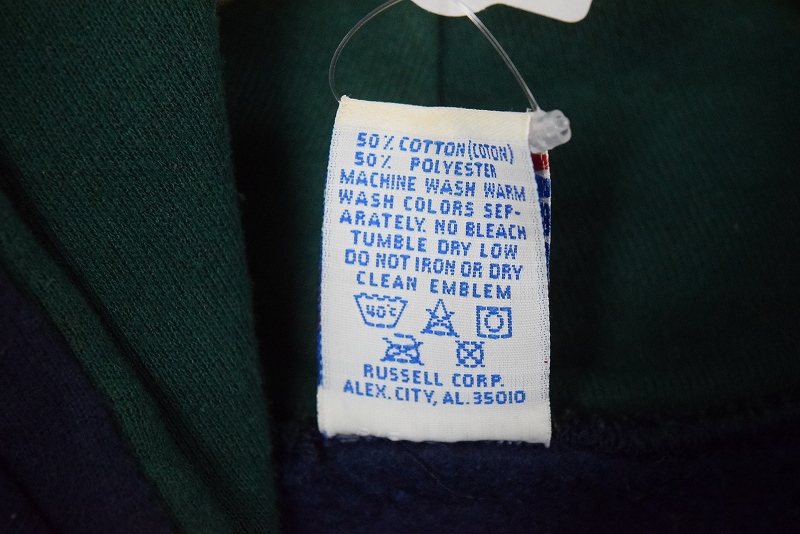 50% COTTON (COTON)
50% POLYESTER
MACHINE WASH WARM
WASH COLORS SEP-
ARATELY. NO BLEACH
TUMBLE DRY LOW
DO NOT IRON OR DRY
CLEAN EMBLEM
40°C
RUSSELL CORP.
ALEX. CITY, AL. 35010